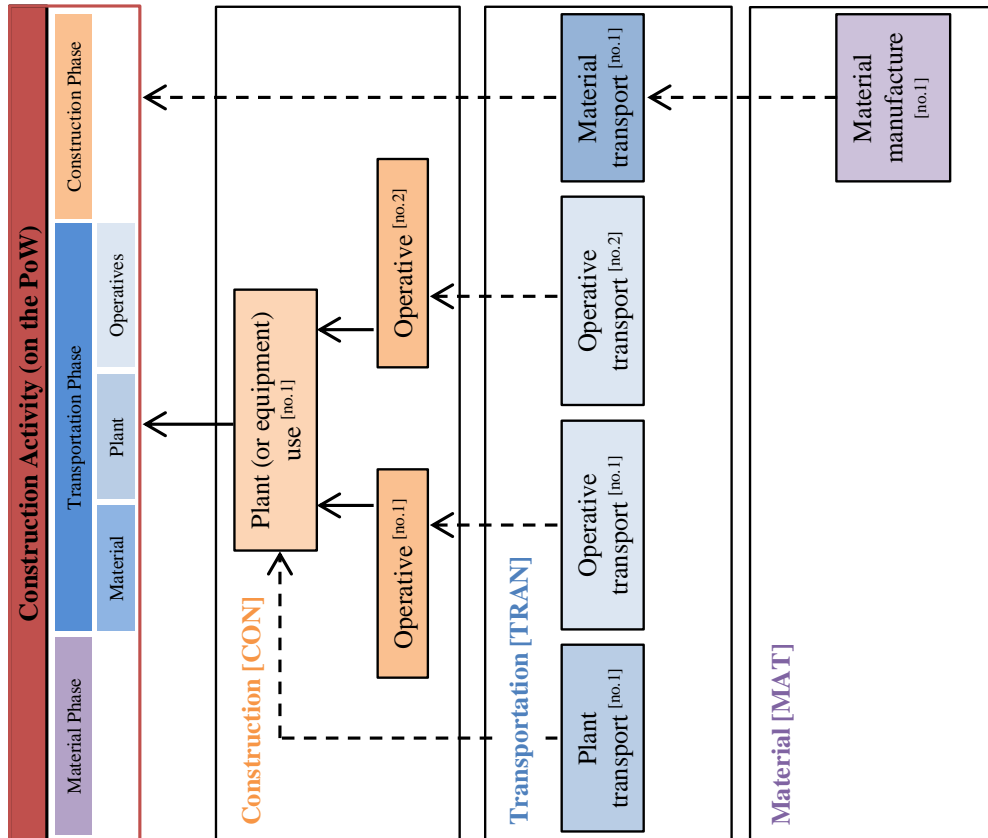 Construction Activity (on the PoW)
Material Phase
Transportation Phase
Construction Phase
Material
Plant
Operatives
Construction [CON]
Plant (or equipment)
use [no.1]
Operative [no.1]
Operative [no.2]
Transportation [TRAN]
Plant
transport [no.1]
Operative
transport [no.1]
Operative
transport [no.2]
Material
transport [no.1]
Material [MAT]
Material
manufacture
[no.1]